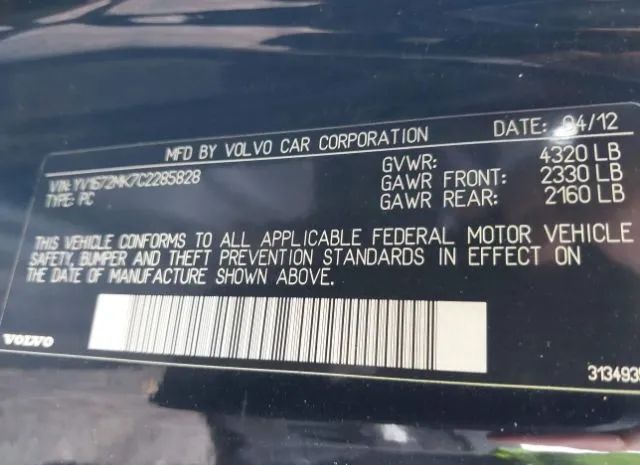 MFD BY VOLVO CAR CORPORATION DATE: 04/12
VIN: YV1672MK7C2285828 GVWR: 4320 LB
TYPE: PC GAWR FRONT: 2330 LB
GAWR REAR: 2160 LB
THIS VEHICLE CONFORMS TO ALL APPLICABLE FEDERAL MOTOR VEHICLE
SAFETY, BUMPER AND THEFT PREVENTION STANDARDS IN EFFECT ON
THE DATE OF MANUFACTURE SHOWN ABOVE.
VOLVO